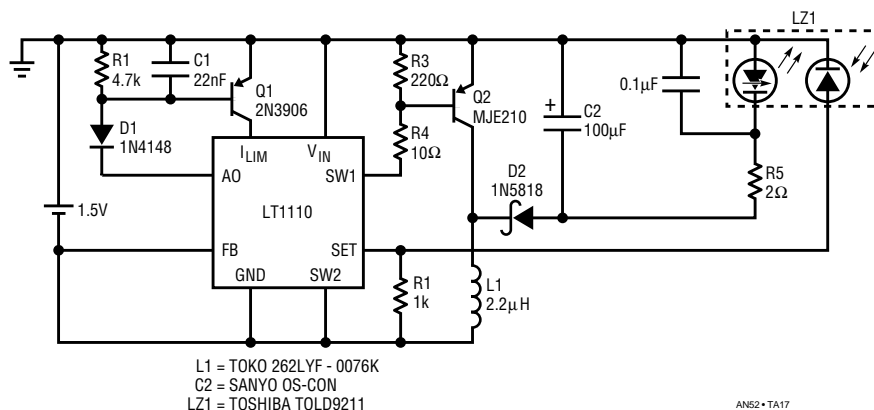 LZ1
R1
4.7k
C1
22nF
Q1
2N3906
R3
220Ω
Q2
MJE210
+
C2
100µF
0.1µF
D1
1N4148
R4
10Ω
ILIM
VIN
AO
SW1
D2
1N5818
R5
2Ω
1.5V
LT1110
FB
SET
GND
SW2
R1
1k
L1
2.2µH
L1 = TOKO 262LYF - 0076K
C2 = SANYO OS-CON
LZ1 = TOSHIBA TOLD9211
AN52 • TA17